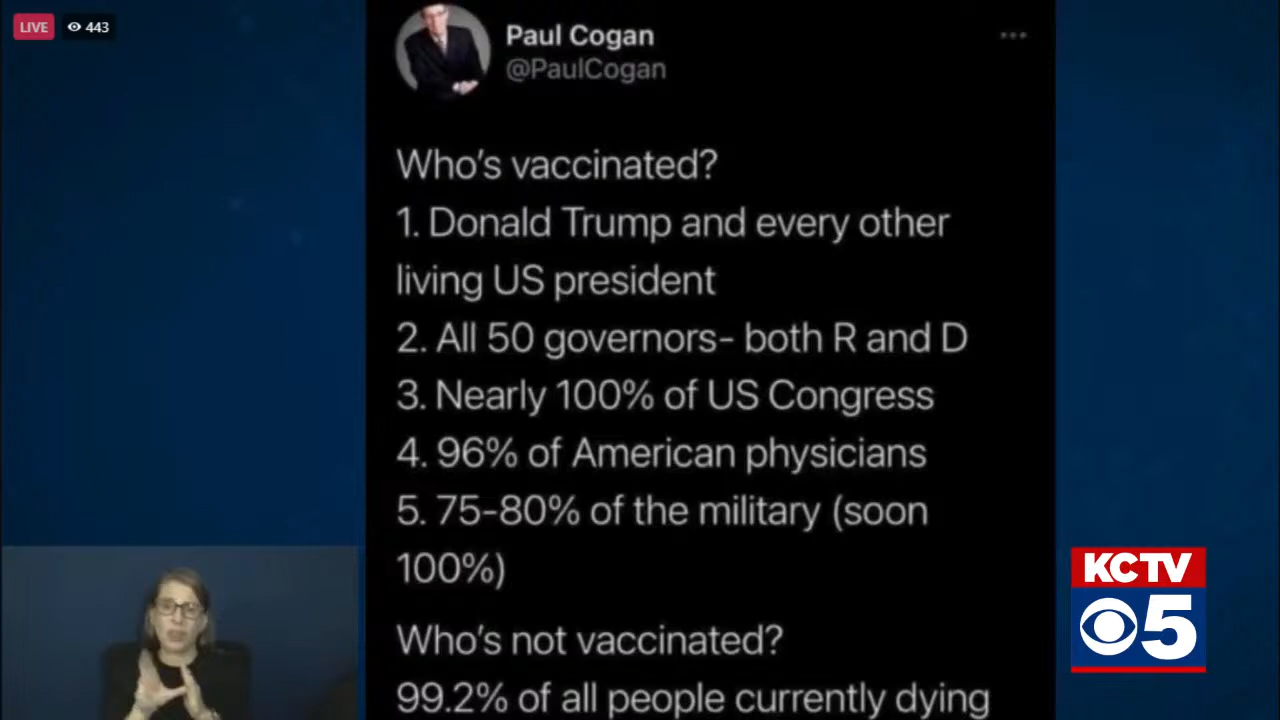 LIVE 443
Paul Cogan
@PaulCogan
Who's vaccinated?
1. Donald Trump and every other
living US president
2. All 50 governors- both R and D
3. Nearly 100% of US Congress
4. 96% of American physicians
5. 75-80% of the military (soon
100%)
Who's not vaccinated?
99.2% of all people currently dying
KCTV
5